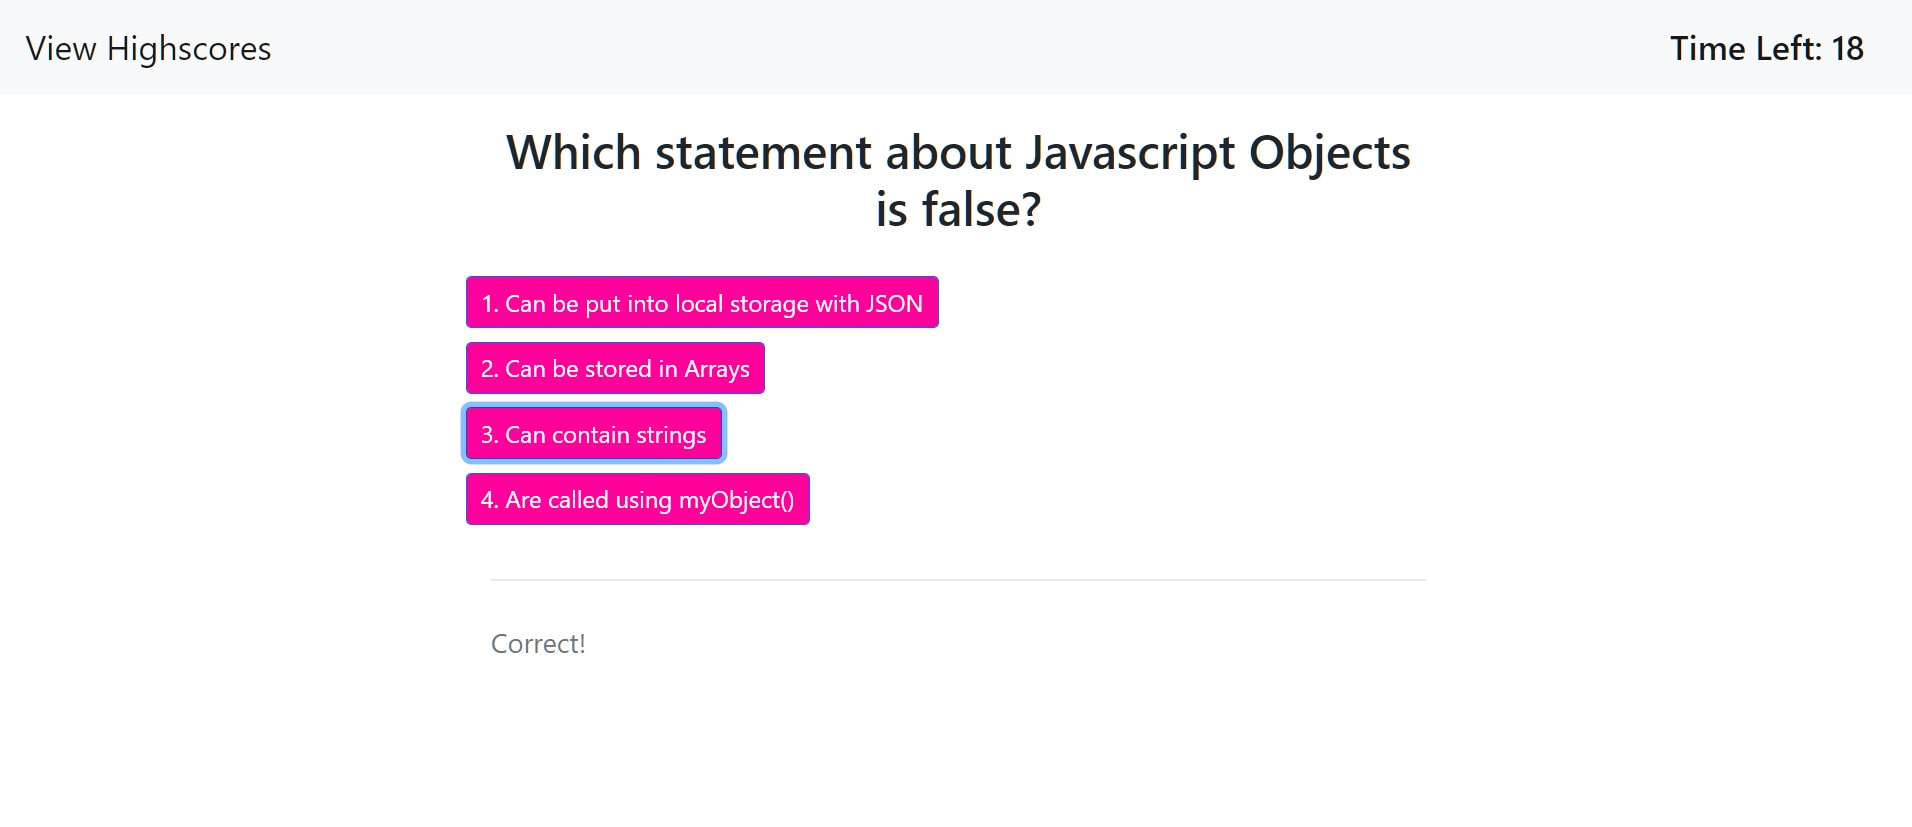 View Highscores
Time Left: 18
Which statement about Javascript Objects
is false?
1. Can be put into local storage with JSON
2. Can be stored in Arrays
3. Can contain strings
4. Are called using myObject()
Correct!